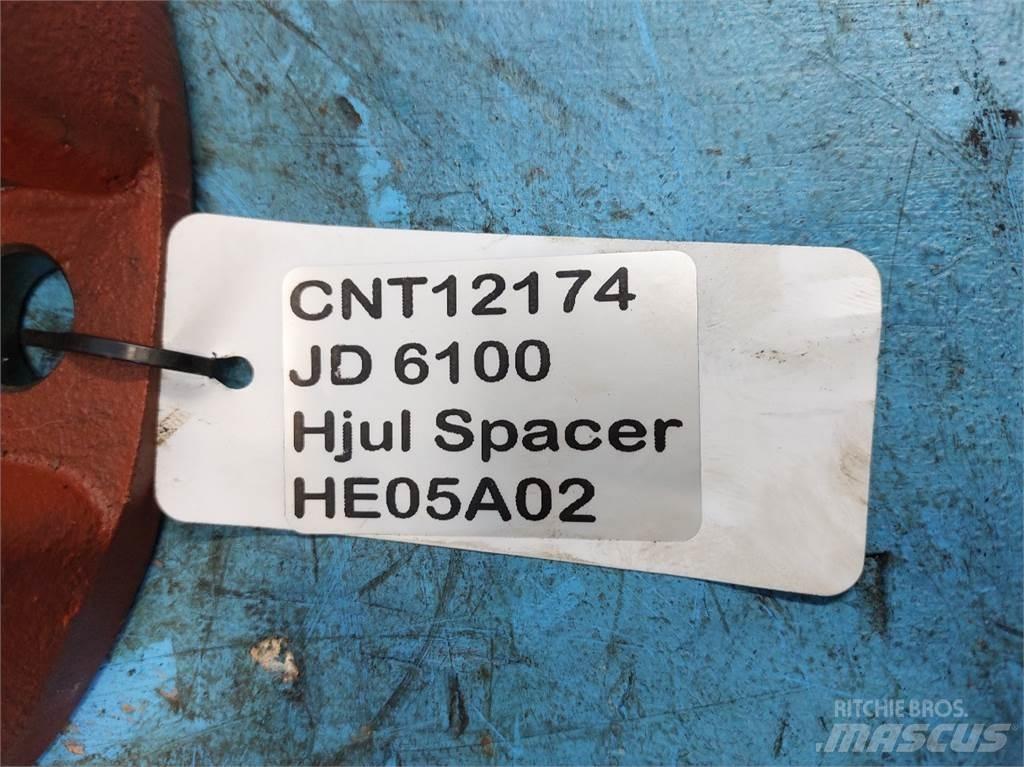 CNT12174
JD 6100
Hjul Spacer
HE05A02
RITCHIE BROS.
MASCUS